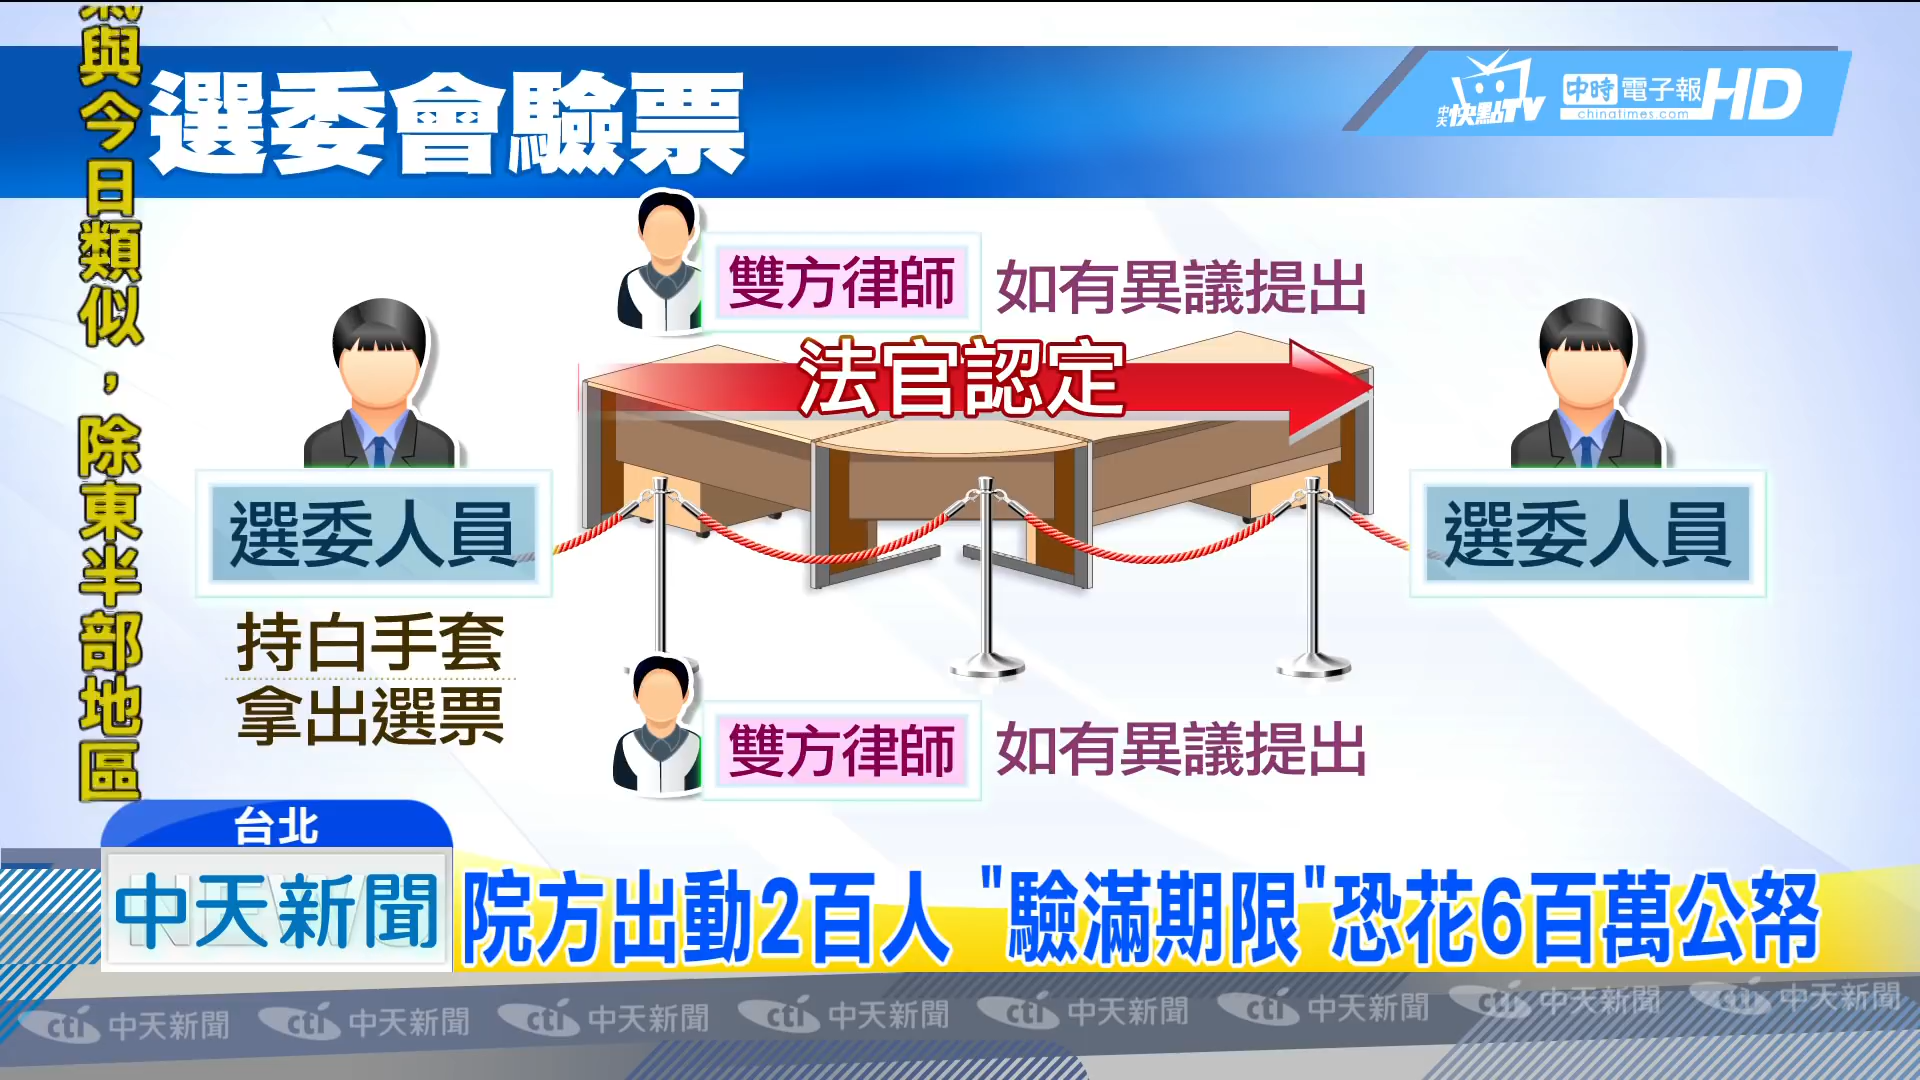 選委會驗票
中天快點TV
中時電子報HD
chinatimes.com
氣與今日類似，除東半部地區
雙方律師 如有異議提出
法官認定
選委人員
選委人員
持白手套
拿出選票
雙方律師 如有異議提出
台北
NEWS
中天新聞
院方出動2百人 "驗滿期限"恐花6百萬公帑
cti 中天新聞 cti 中天新聞 cti 中天新聞 cti 中天新聞 cti 中天新聞 cti 中天新聞 cti 中天新聞 cti 中天新聞